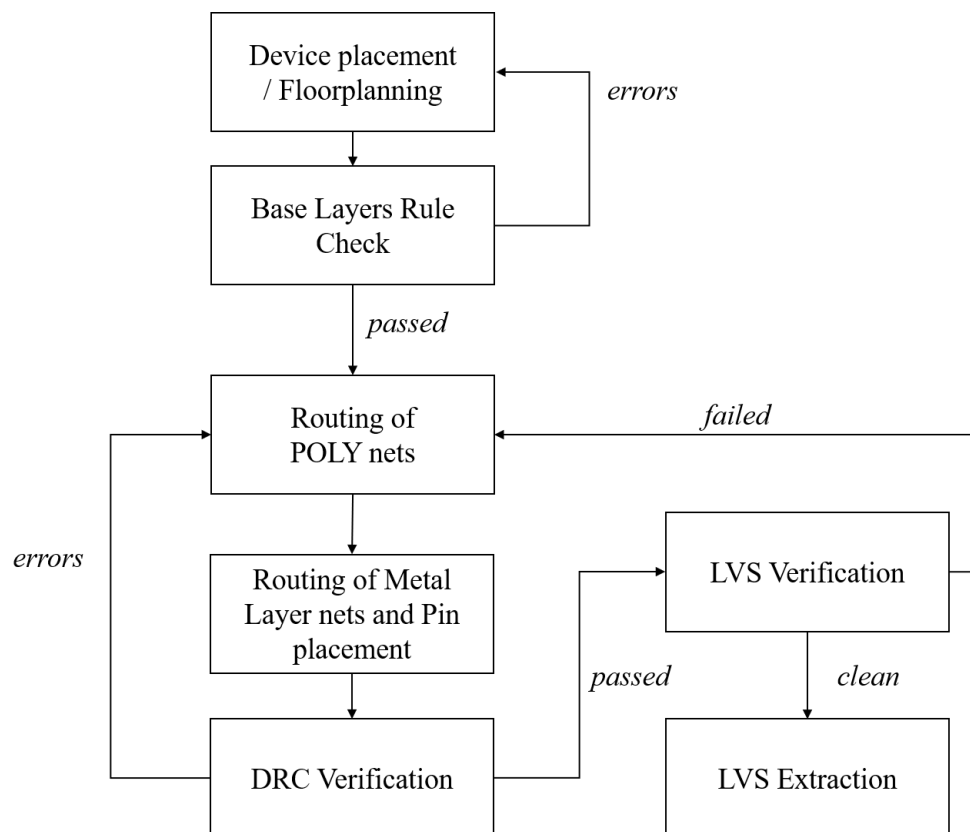 Device placement
/ Floorplanning
errors
Base Layers Rule
Check
passed
Routing of
POLY nets
failed
errors
Routing of Metal
Layer nets and Pin
placement
LVS Verification
passed
clean
DRC Verification
LVS Extraction